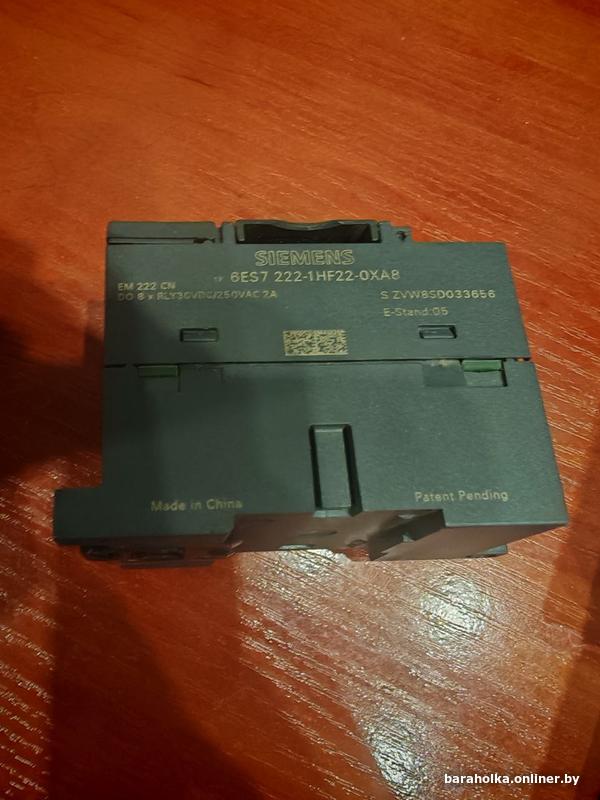 SIEMENS
1P 6ES7 222-1HF22-0XA8
EM 222 CN
DO 8 x RLY30VDC/250VAC 2A
S ZVW8SD033656
E-Stand:05
Made in China
Patent Pending
baraholka.onliner.by